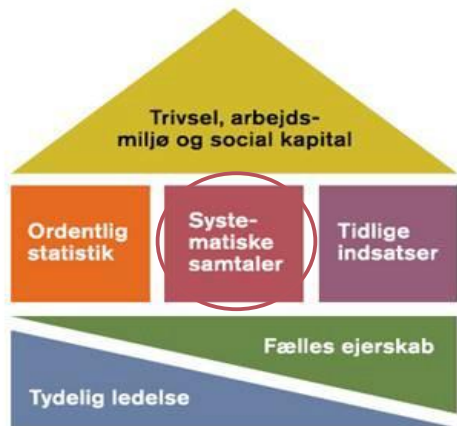 Trivsel, arbejds-
miljø og social kapital
Ordentlig
statistik
Syste-
matiske
samtaler
Tidlige
indsatser
Fælles ejerskab
Tydelig ledelse